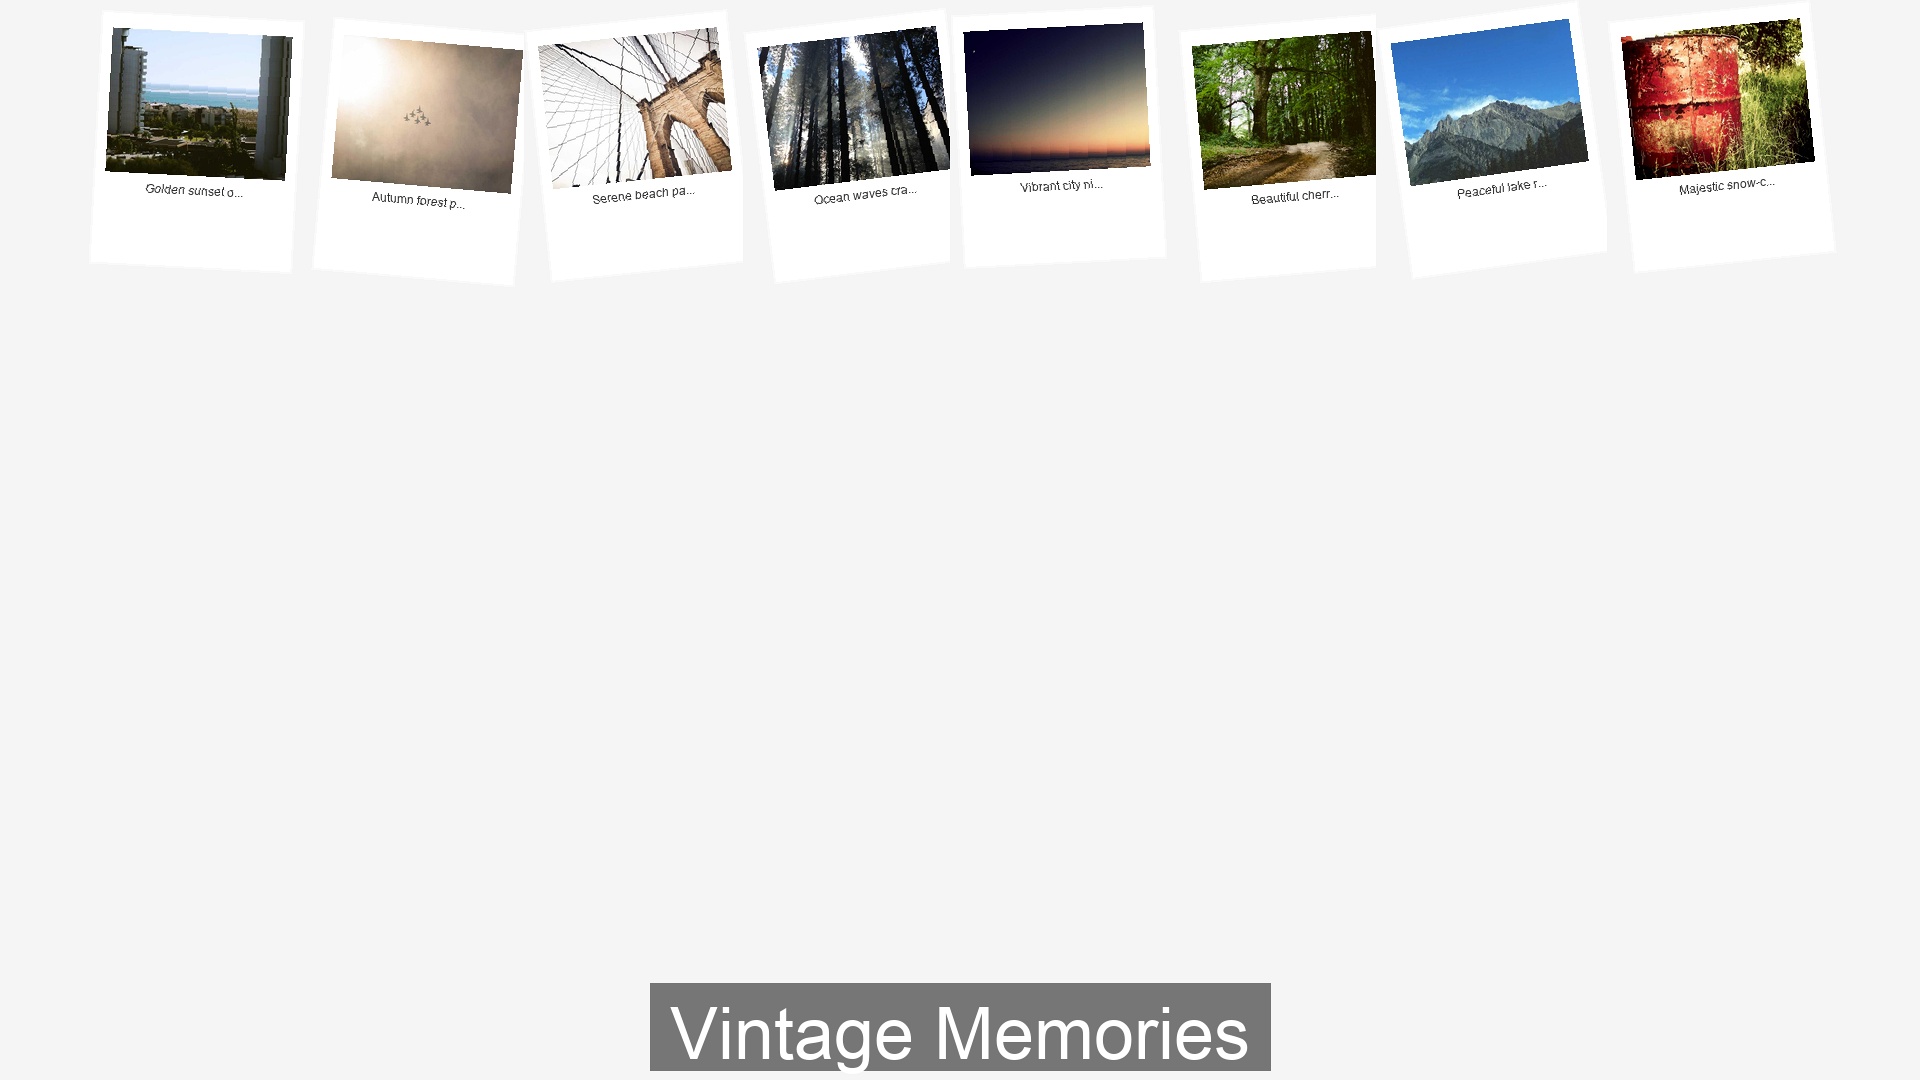 Golden sunset o...
Autumn forest p...
Serene beach pa...
Ocean waves cra...
Vibrant city ni...
Beautiful cherr...
Peaceful lake r...
Majestic snow-c...
Vintage Memories